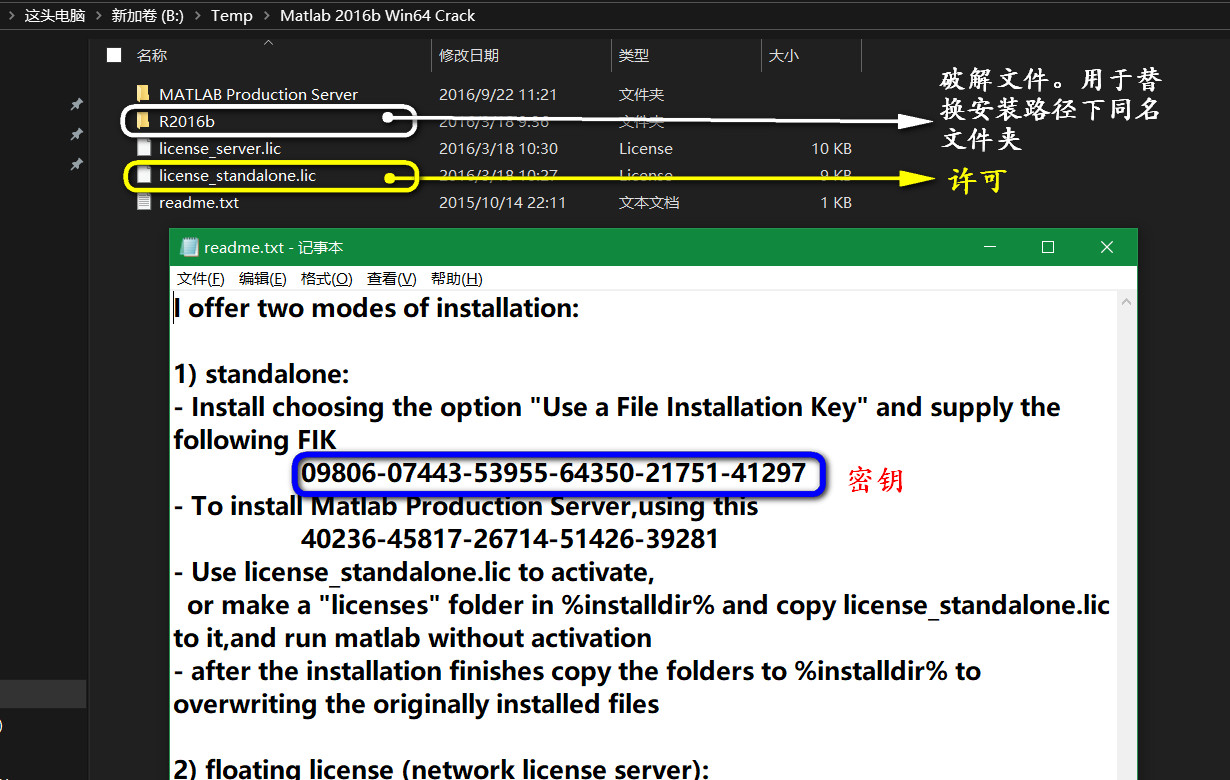 这头电脑 新加卷 (B:) Temp Matlab 2016b Win64 Crack
名称 修改日期 类型 大小
MATLAB Production Server 2016/9/22 11:21 文件夹
R2016b 2016/3/18 9:36 文件夹
license_server.lic 2016/3/18 10:30 License 10 KB
license_standalone.lic 2016/3/18 10:27 License 9 KB
readme.txt 2015/10/14 22:11 文本文档 1 KB
破解文件。用于替
换安装路径下同名
文件夹
许可
readme.txt - 记事本
文件(F) 编辑(E) 格式(O) 查看(V) 帮助(H)
I offer two modes of installation:
1) standalone:
- Install choosing the option "Use a File Installation Key" and supply the
following FIK
09806-07443-53955-64350-21751-41297
密钥
- To install Matlab Production Server,using this
40236-45817-26714-51426-39281
- Use license_standalone.lic to activate,
or make a "licenses" folder in %installdir% and copy license_standalone.lic
to it,and run matlab without activation
- after the installation finishes copy the folders to %installdir% to
overwriting the originally installed files
2) floating license (network license server):